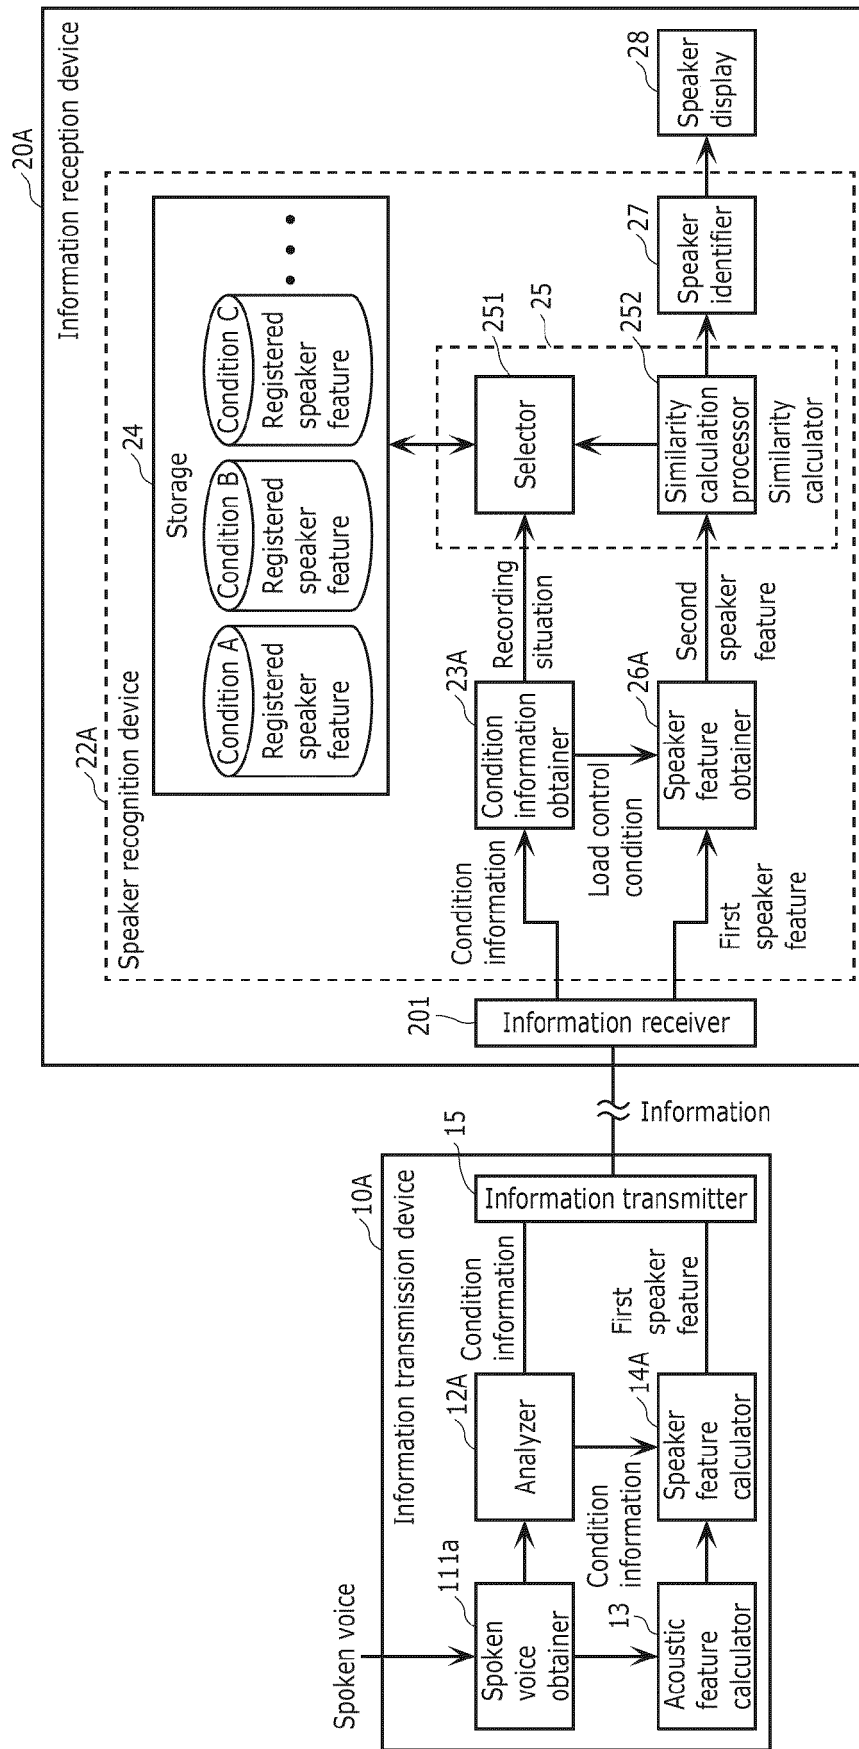 20A
Information reception device
22A
Speaker recognition device
24
Storage
Condition A
Registered
speaker
feature
Condition B
Registered
speaker
feature
Condition C
Registered
speaker
feature
Spoken voice
10A
Information transmission device
111a
Spoken
voice
obtainer
12A
Analyzer
Condition
information
15
Information transmitter
Information
201
Information receiver
Condition
information
23A
Condition
information
obtainer
Recording
situation
25
251
Selector
13
Acoustic
feature
calculator
Condition
information
14A
Speaker
feature
calculator
First
speaker
feature
First
speaker
feature
Load control
condition
26A
Speaker
feature
obtainer
Second
speaker
feature
252
Similarity
calculation
processor
Similarity
calculator
27
Speaker
identifier
28
Speaker
display